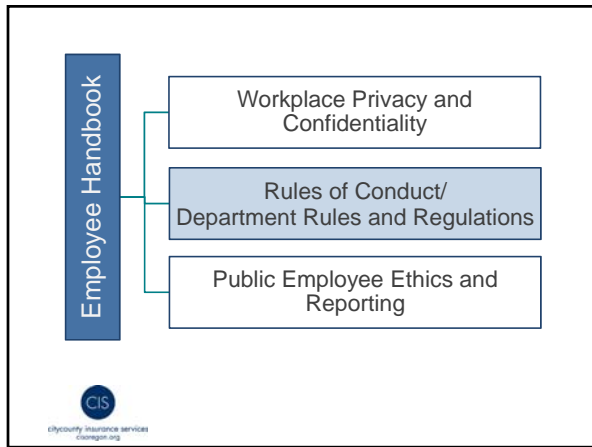 Employee Handbook
Workplace Privacy and
Confidentiality
Rules of Conduct/
Department Rules and Regulations
Public Employee Ethics and
Reporting
CIS
citycounty insurance services
cisoregon.org